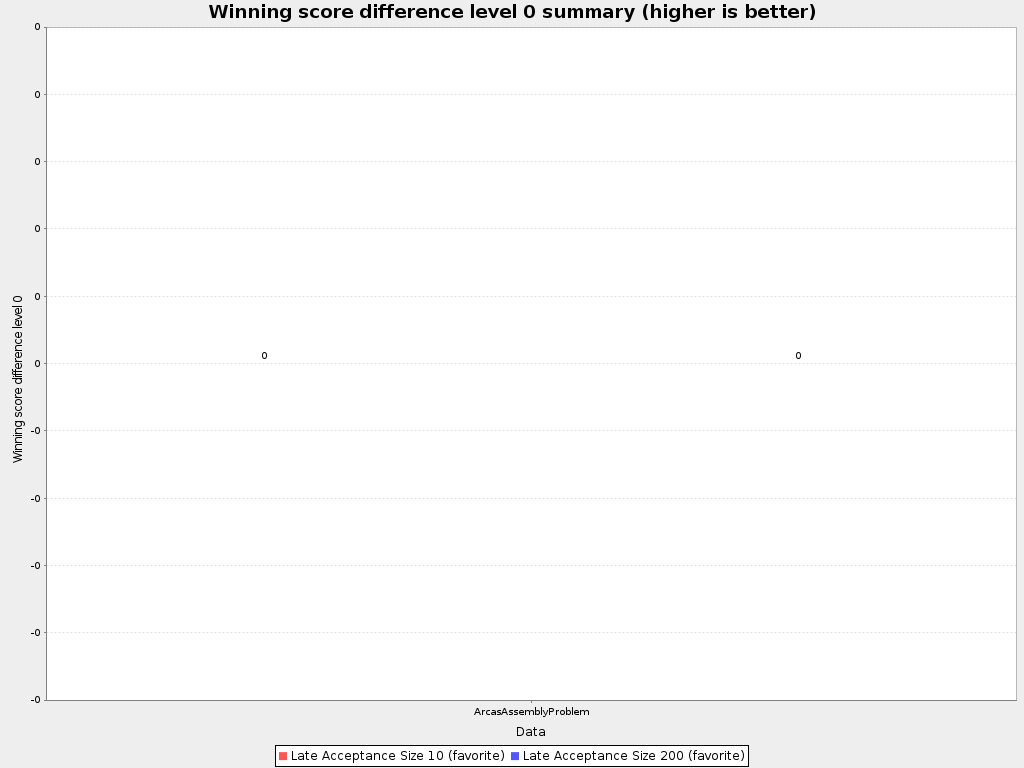 Winning score difference level 0 summary (higher is better)
Winning score difference level 0
0
0
0
0
0
0
-0
-0
-0
-0
-0
0 0
ArcasAssemblyProblem
Data
Late Acceptance Size 10 (favorite) Late Acceptance Size 200 (favorite)